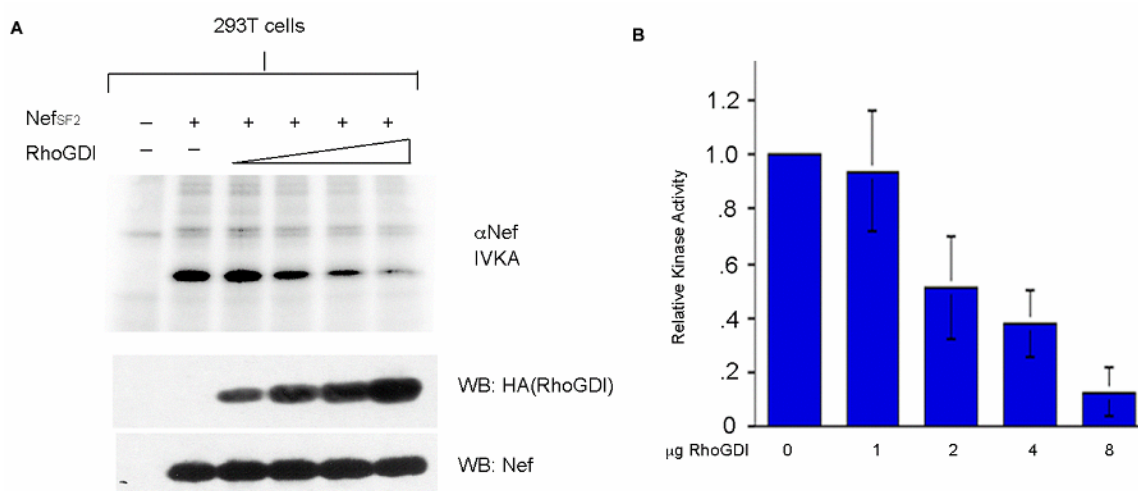 A
293T cells
NefSF2 – + + + + +
RhoGDI – –
αNef
IVKA
WB: HA(RhoGDI)
WB: Nef
B
Relative Kinase Activity
1.2
1.0
.8
.6
.4
.2
0
μg RhoGDI 0 1 2 4 8